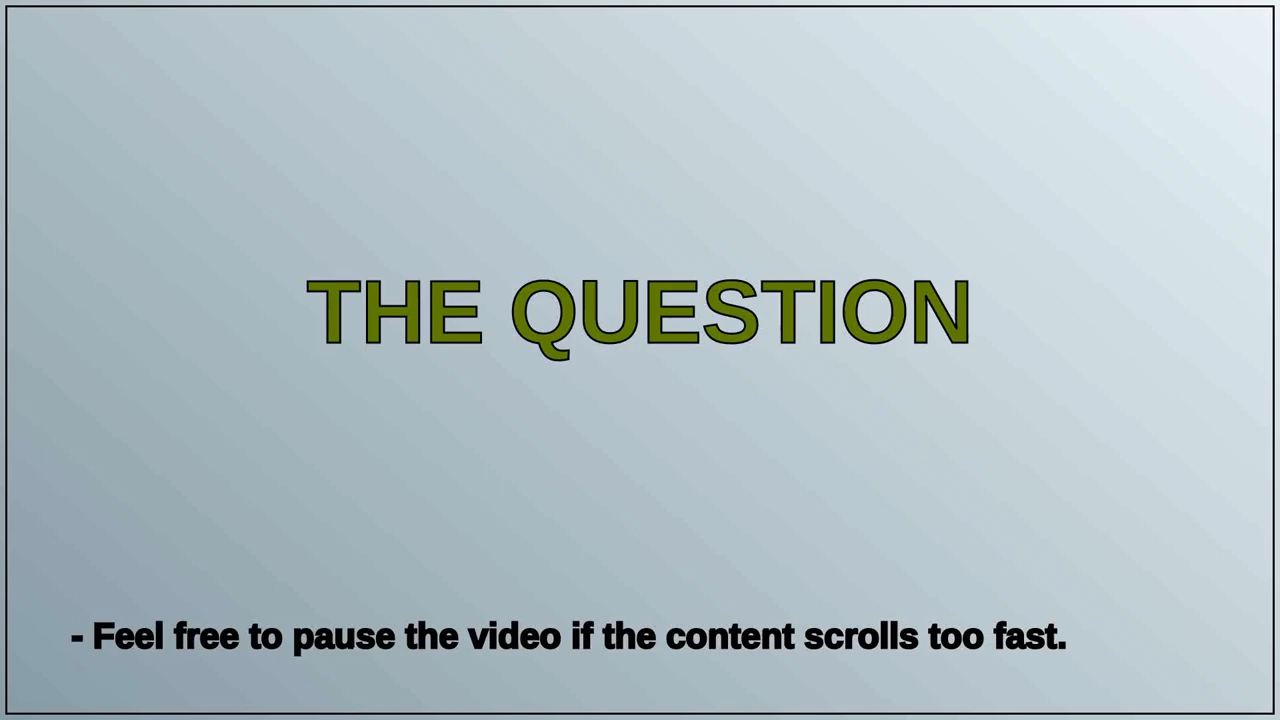 THE QUESTION
- Feel free to pause the video if the content scrolls too fast.